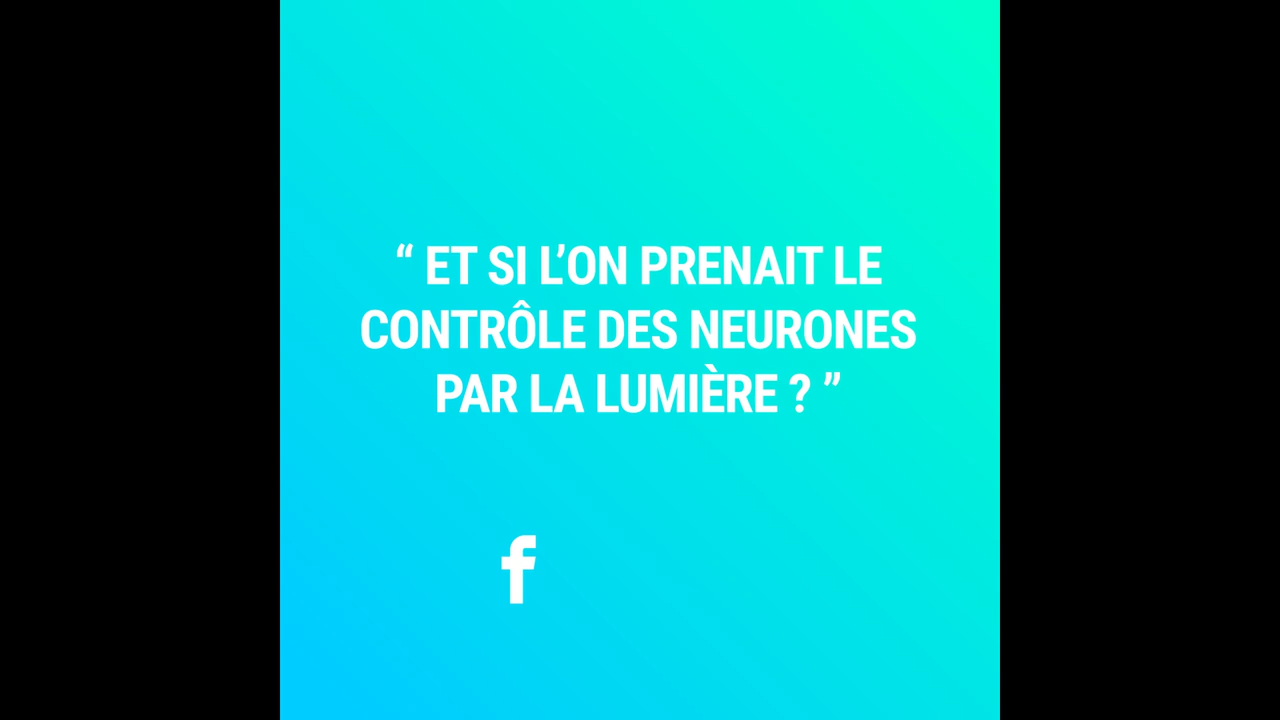 “ ET SI L’ON PRENAIT LE
CONTRÔLE DES NEURONES
PAR LA LUMIÈRE ? ”
f